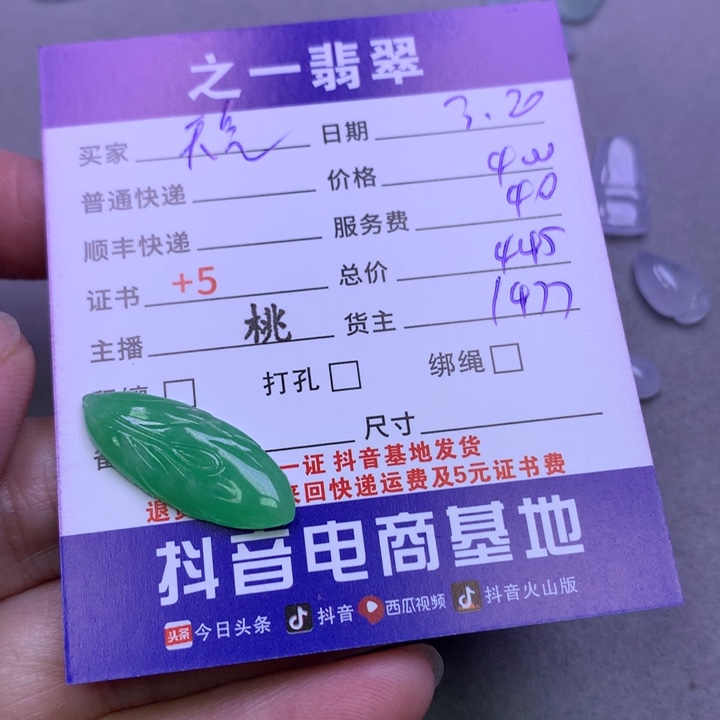 之一翡翠
买家 日期 3.20
普通快递 价格 400
顺丰快递 服务费 40
证书 +5 总价 445
主播 桃 货主 1977
打孔 绑绳
尺寸
一证 抖音基地发货
来回快递运费及5元证书费
抖音电商基地
头条 今日头条 抖音 西瓜视频 抖音火山版